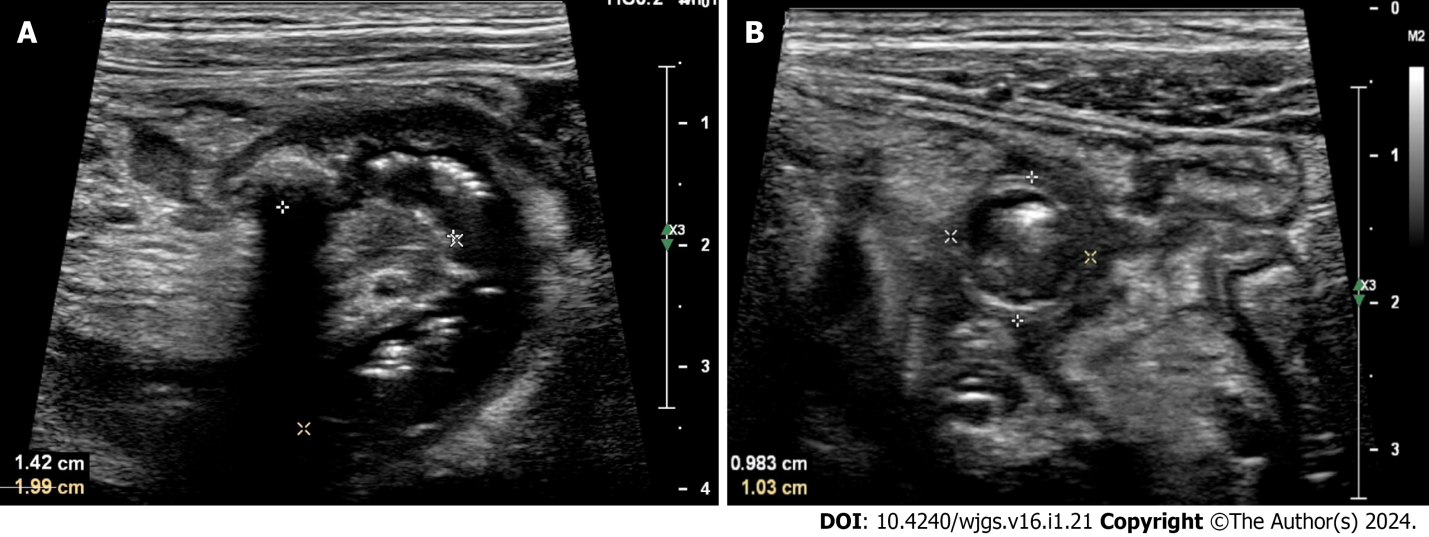 A
1
X3
2
3
1.42 cm
1.99 cm
4
B
0
M2
1
X3
2
0.983 cm
1.03 cm
3
DOI: 10.4240/wjgs.v16.i1.21 Copyright ©The Author(s) 2024.